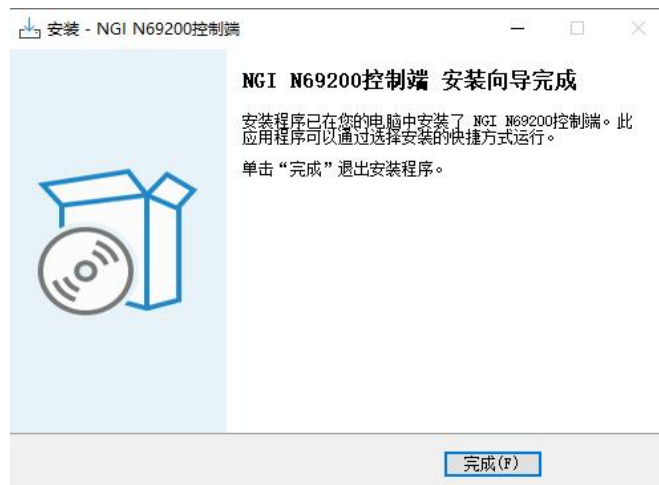 安装 - NGI N69200控制端
NGI N69200控制端 安装向导完成
安装程序已在您的电脑中安装了 NGI N69200控制端。此
应用程序可以通过选择安装的快捷方式运行。
单击“完成”退出安装程序。
完成(F)